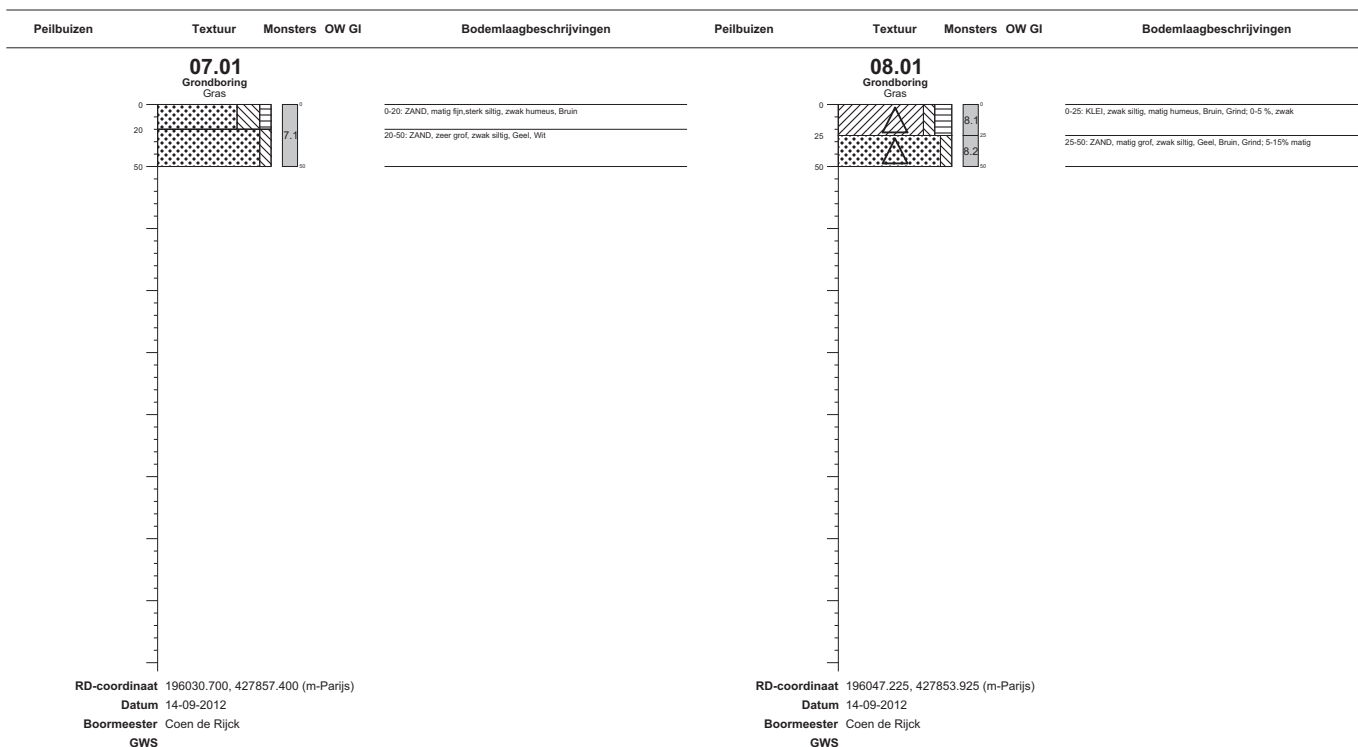 Peilbuizen Textuur Monsters OW GI Bodemlaagbeschrijvingen Peilbuizen Textuur Monsters OW GI Bodemlaagbeschrijvingen
07.01
Grondboring
Gras
0
20
50
7.1
0
50
0-20: ZAND, matig fijn,sterk siltig, zwak humeus, Bruin
20-50: ZAND, zeer grof, zwak siltig, Geel, Wit
RD-coordinaat 196030.700, 427857.400 (m-Parijs)
Datum 14-09-2012
Boormeester Coen de Rijck
GWS
08.01
Grondboring
Gras
0
25
50
8.1
8.2
0
25
50
0-25: KLEI, zwak siltig, matig humeus, Bruin, Grind; 0-5 %, zwak
25-50: ZAND, matig grof, zwak siltig, Geel, Bruin, Grind; 5-15% matig
RD-coordinaat 196047.225, 427853.925 (m-Parijs)
Datum 14-09-2012
Boormeester Coen de Rijck
GWS